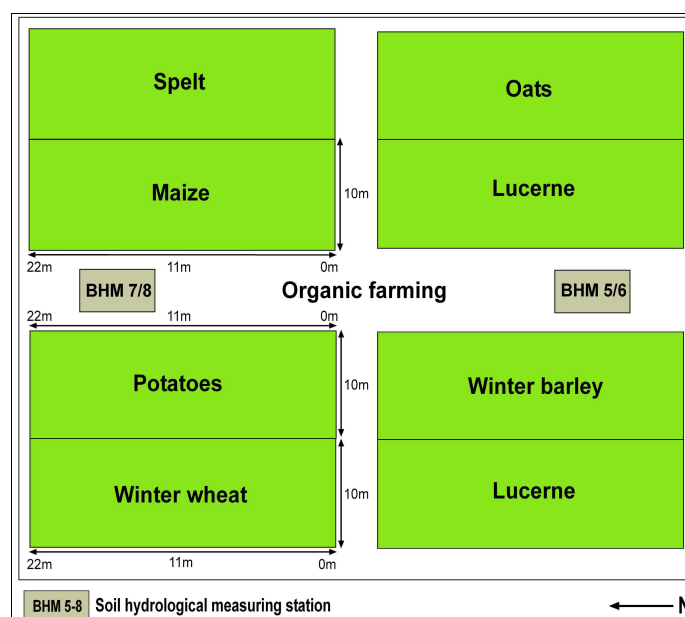 Spelt
Oats
Maize
10m
Lucerne
22m 11m 0m
BHM 7/8
Organic farming
BHM 5/6
22m 11m 0m
Potatoes
10m
Winter barley
Winter wheat
10m
Lucerne
22m 11m 0m
BHM 5-8 Soil hydrological measuring station
N